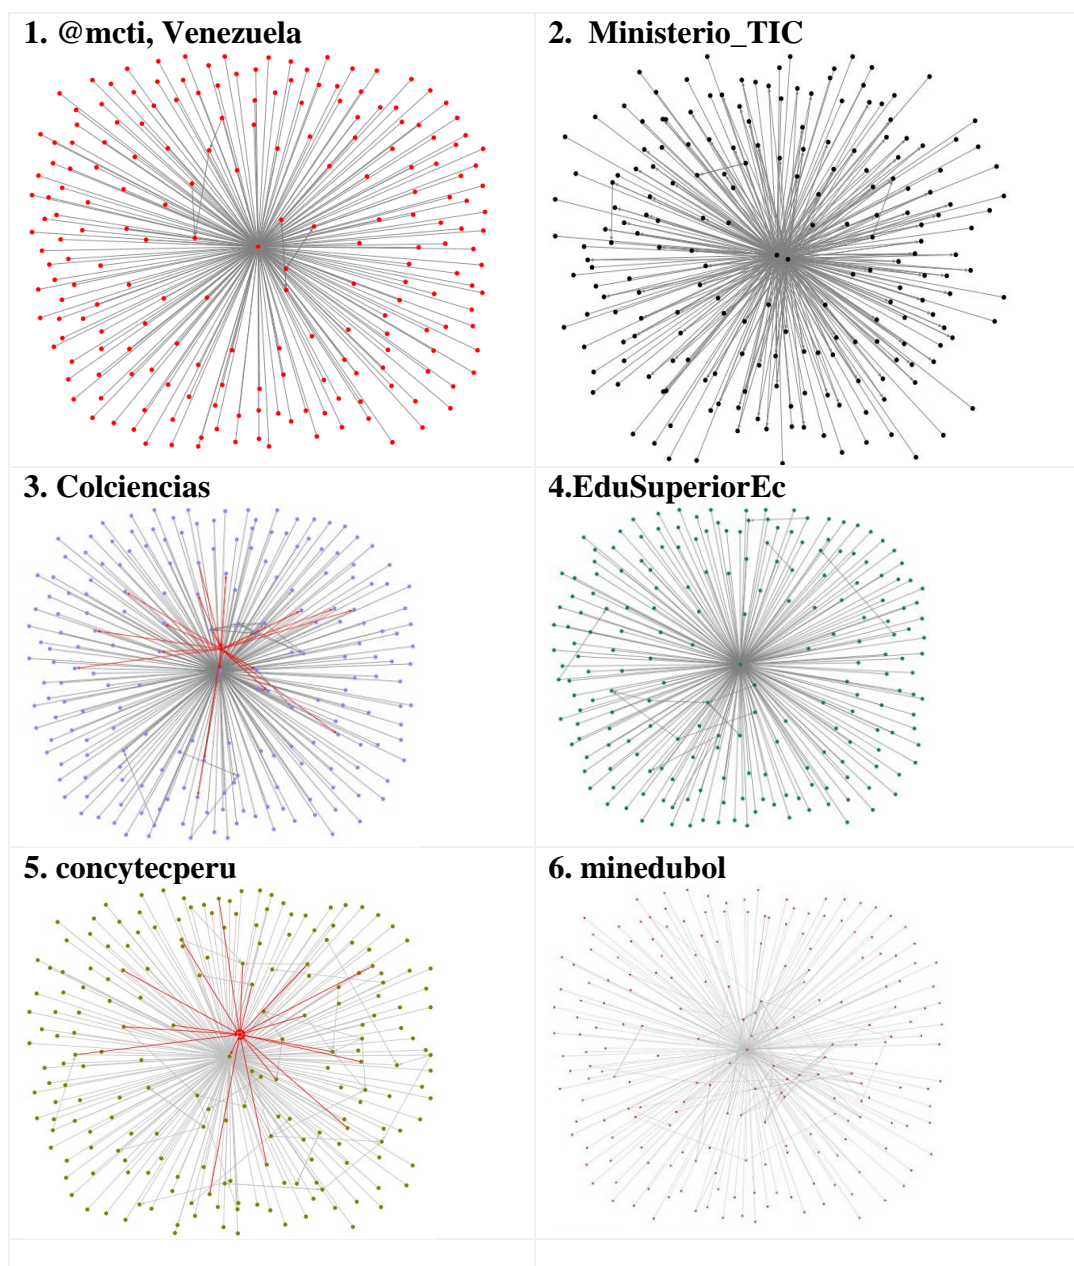 1. @mcti, Venezuela
2. Ministerio_TIC
3. Colciencias
4.EduSuperiorEc
5. concytecperu
6. minedubol